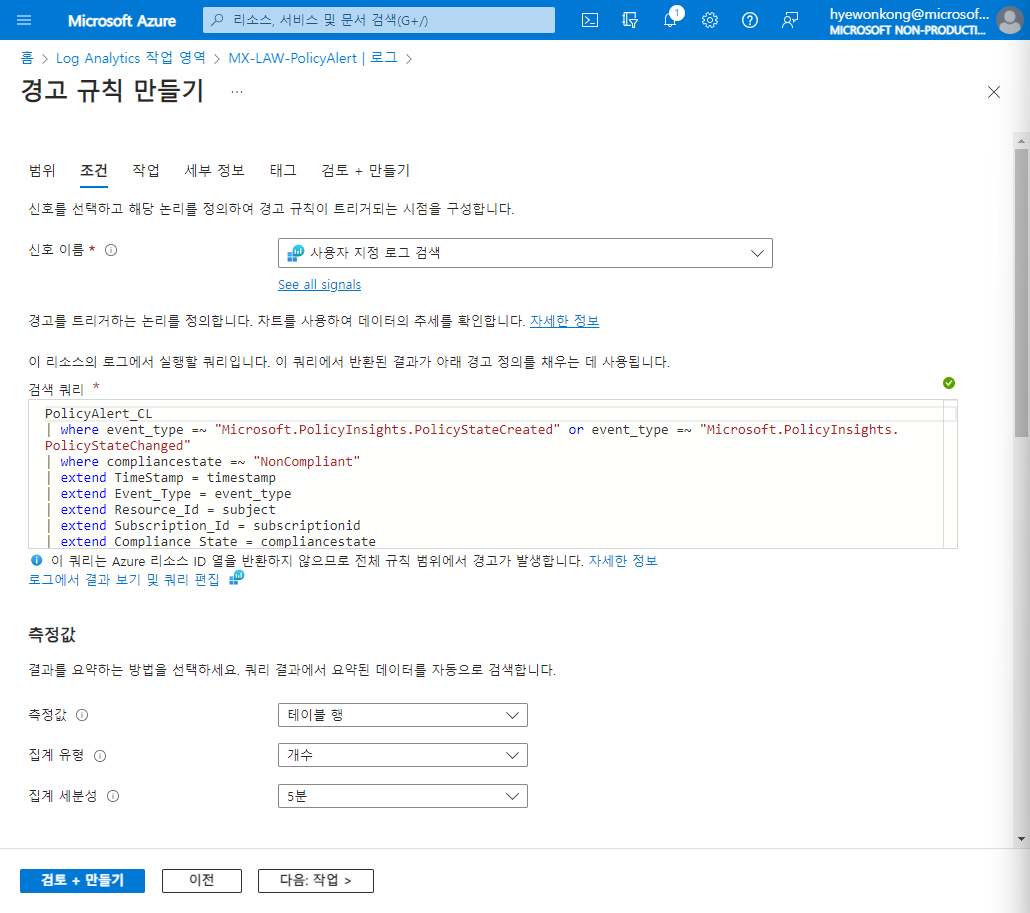 Microsoft Azure
리소스, 서비스 및 문서 검색(G+/)
1
hyewonkong@microsof...
MICROSOFT NON-PRODUCTI...
홈 > Log Analytics 작업 영역 > MX-LAW-PolicyAlert | 로그 >
경고 규칙 만들기 ...
범위 조건 작업 세부 정보 태그 검토 + 만들기
신호를 선택하고 해당 논리를 정의하여 경고 규칙이 트리거되는 시점을 구성합니다.
신호 이름 * 사용자 지정 로그 검색
See all signals
경고를 트리거하는 논리를 정의합니다. 차트를 사용하여 데이터의 추세를 확인합니다. 자세한 정보
이 리소스의 로그에서 실행할 쿼리입니다. 이 쿼리에서 반환된 결과가 아래 경고 정의를 채우는 데 사용됩니다.
검색 쿼리 *
PolicyAlert_CL
| where event_type =~ "Microsoft.PolicyInsights.PolicyStateCreated" or event_type =~ "Microsoft.PolicyInsights.
PolicyStateChanged"
| where compliancestate =~ "NonCompliant"
| extend TimeStamp = timestamp
| extend Event_Type = event_type
| extend Resource_Id = subject
| extend Subscription_Id = subscriptionid
| extend Compliance_State = compliancestate
이 쿼리는 Azure 리소스 ID 열을 반환하지 않으므로 전체 규칙 범위에서 경고가 발생합니다. 자세한 정보
로그에서 결과 보기 및 쿼리 편집
측정값
결과를 요약하는 방법을 선택하세요. 쿼리 결과에서 요약된 데이터를 자동으로 검색합니다.
측정값 테이블 행
집계 유형 개수
집계 세분성 5분
검토 + 만들기 이전 다음: 작업 >